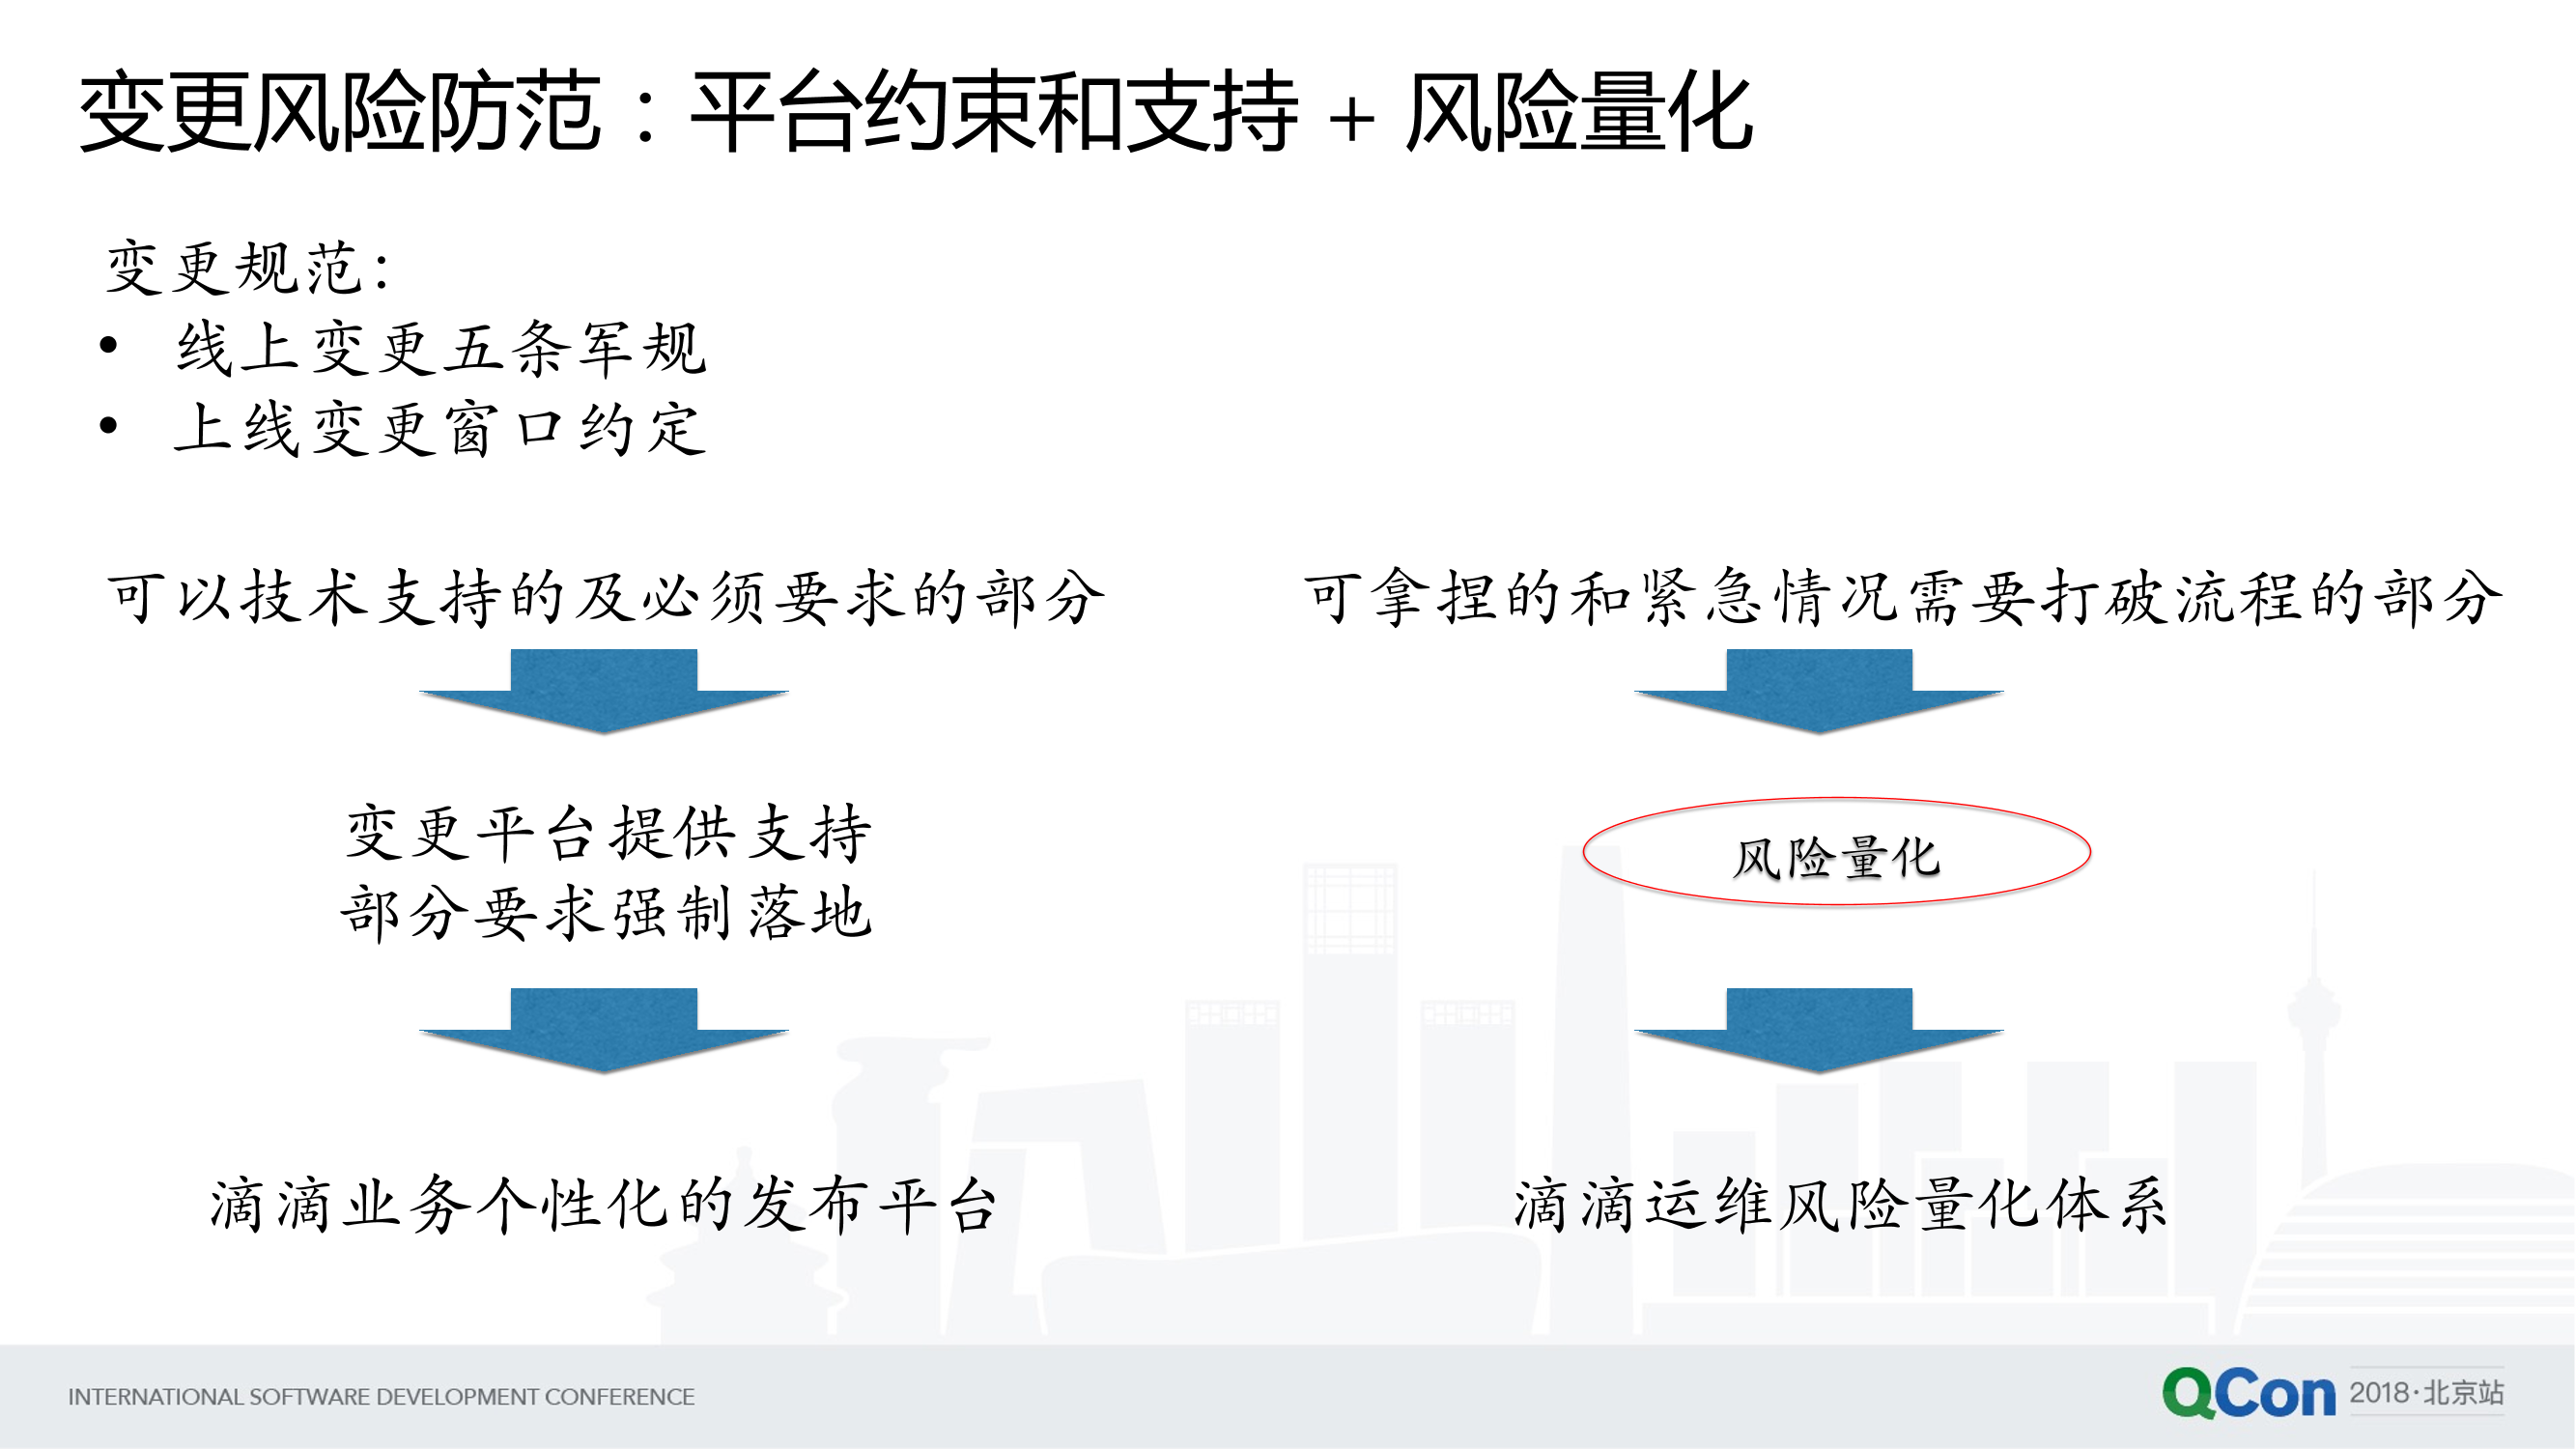 变更风险防范：平台约束和支持 + 风险量化
变更规范：
• 线上变更五条军规
• 上线变更窗口约定
可以技术支持的及必须要求的部分
可拿捏的和紧急情况需要打破流程的部分
变更平台提供支持
部分要求强制落地
风险量化
滴滴业务个性化的发布平台
滴滴运维风险量化体系
INTERNATIONAL SOFTWARE DEVELOPMENT CONFERENCE
QCon 2018·北京站